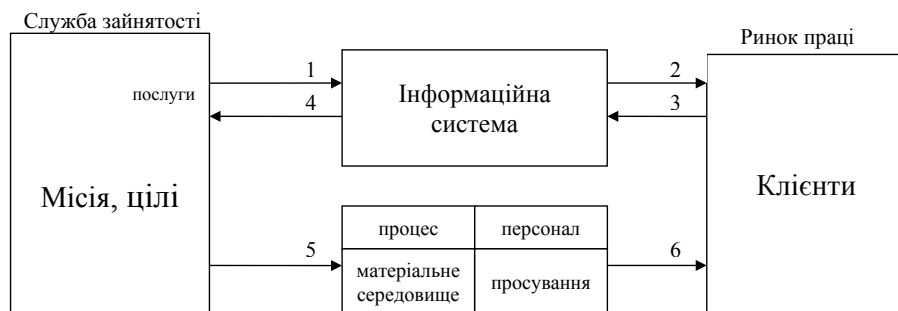 Служба зайнятості
Ринок праці
послуги
1
4
Інформаційна
система
2
3
Місія, цілі
Клієнти
5
процес
персонал
матеріальне
середовище
просування
6